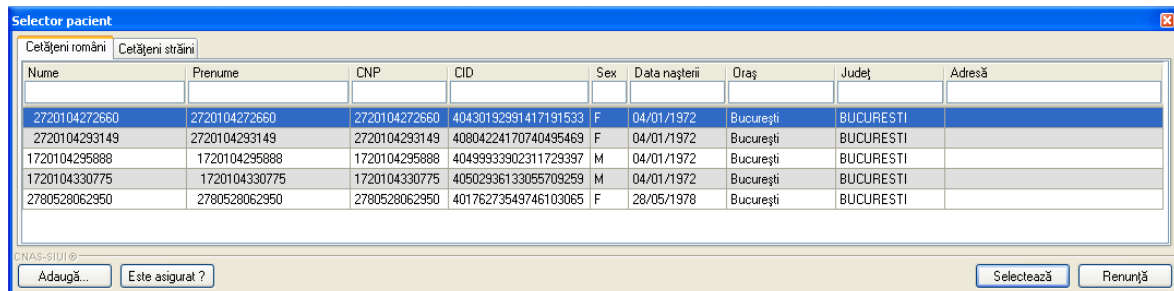 Selector pacient
Cetăţeni români Cetăţeni străini
Nume Prenume CNP CID Sex Data naşterii Oraş Judeţ Adresă
2720104272660 2720104272660 2720104272660 40430192991417191533 F 04/01/1972 Bucureşti BUCURESTI
2720104293149 2720104293149 2720104293149 40804224170740495469 F 04/01/1972 Bucureşti BUCURESTI
1720104295888 1720104295888 1720104295888 40499933902311729397 M 04/01/1972 Bucureşti BUCURESTI
1720104330775 1720104330775 1720104330775 40502936133055709259 M 04/01/1972 Bucureşti BUCURESTI
2780528062950 2780528062950 2780528062950 40176273549746103065 F 28/05/1978 Bucureşti BUCURESTI
CNAS-SIUI ®
Adaugă... Este asigurat ? Selectează Renunţă